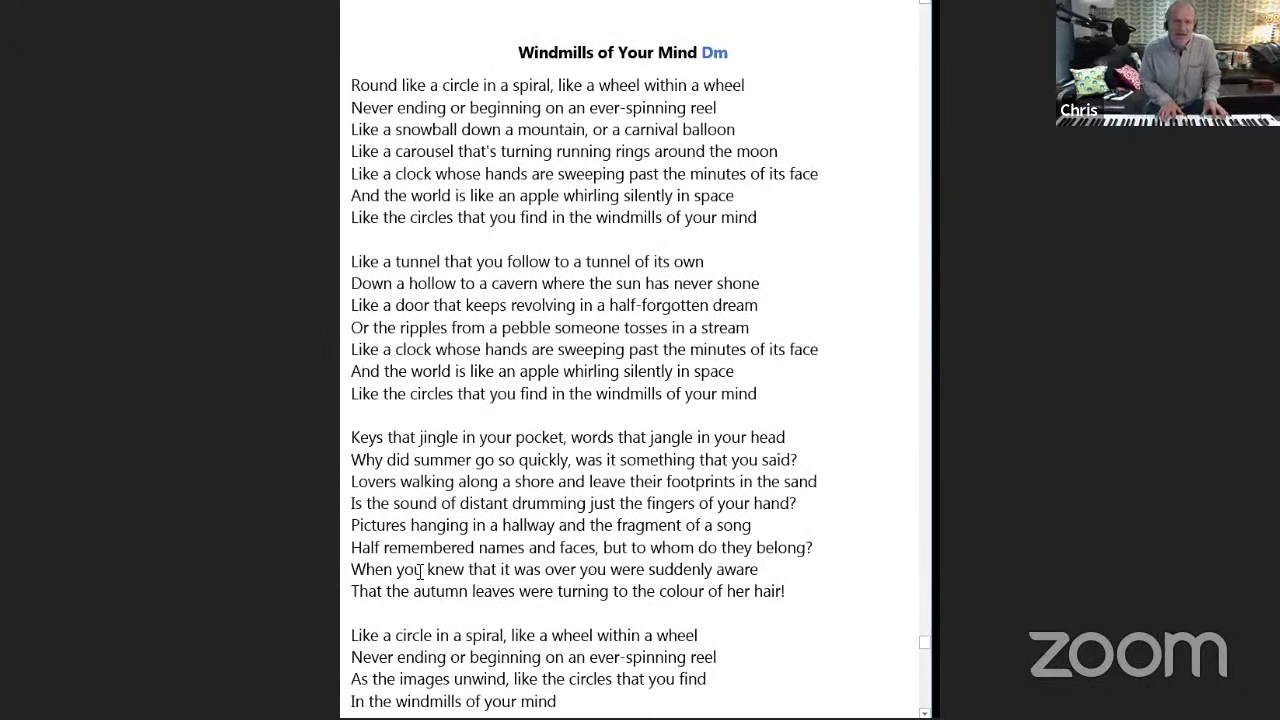 Windmills of Your Mind Dm
Round like a circle in a spiral, like a wheel within a wheel
Never ending or beginning on an ever-spinning reel
Like a snowball down a mountain, or a carnival balloon
Like a carousel that's turning running rings around the moon
Like a clock whose hands are sweeping past the minutes of its face
And the world is like an apple whirling silently in space
Like the circles that you find in the windmills of your mind

Like a tunnel that you follow to a tunnel of its own
Down a hollow to a cavern where the sun has never shone
Like a door that keeps revolving in a half-forgotten dream
Or the ripples from a pebble someone tosses in a stream
Like a clock whose hands are sweeping past the minutes of its face
And the world is like an apple whirling silently in space
Like the circles that you find in the windmills of your mind

Keys that jingle in your pocket, words that jangle in your head
Why did summer go so quickly, was it something that you said?
Lovers walking along a shore and leave their footprints in the sand
Is the sound of distant drumming just the fingers of your hand?
Pictures hanging in a hallway and the fragment of a song
Half remembered names and faces, but to whom do they belong?
When you knew that it was over you were suddenly aware
That the autumn leaves were turning to the colour of her hair!

Like a circle in a spiral, like a wheel within a wheel
Never ending or beginning on an ever-spinning reel
As the images unwind, like the circles that you find
In the windmills of your mind
Chris
zoom